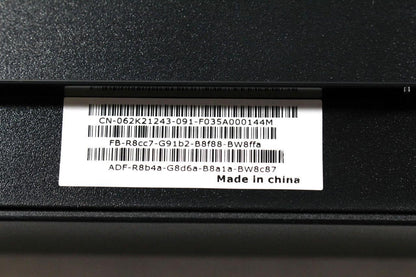 CN-062K21243-091-F035A000144M
FB-R8cc7-G91b2-B8f88-BW8ffa
ADF-R8b4a-G8d6a-B8a1a-BW8c87
Made in china